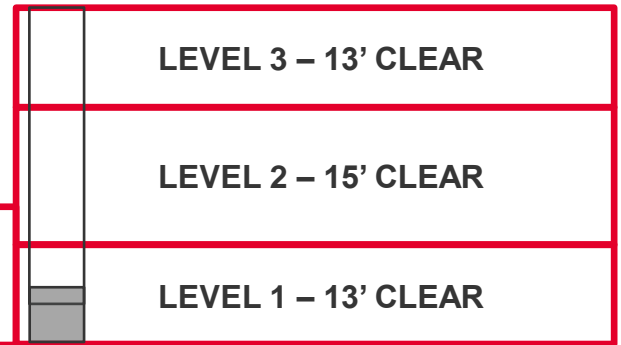 LEVEL 3 – 13’ CLEAR
LEVEL 2 – 15’ CLEAR
LEVEL 1 – 13’ CLEAR